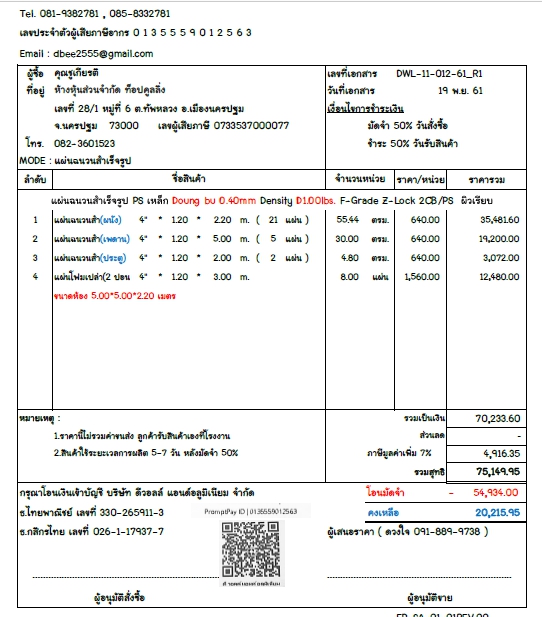 Tel. 081-9382781 , 085-8332781
เลขประจำตัวผู้เสียภาษีอากร 0 1 3 5 5 5 9 0 1 2 5 6 3
Email : dbee2555@gmail.com
ผู้ซื้อ คุณชูเกียรติ เลขที่เอกสาร DWL-11-012-61_R1
ที่อยู่ ห้างหุ้นส่วนจำกัด ท็อปคูลลิ่ง วันที่เอกสาร 19 พ.ย. 61
เลขที่ 28/1 หมู่ที่ 6 ต.ทัพหลวง อ.เมืองนครปฐม เงื่อนไขการชำระเงิน
จ.นครปฐม 73000 เลขผู้เสียภาษี 0733537000077 มัดจำ 50% วันสั่งซื้อ
โทร. 082-3601523 ชำระ 50% วันรับสินค้า
MODE : แผ่นฉนวนสำเร็จรูป
ลำดับ ชื่อสินค้า จำนวนหน่วย ราคา/หน่วย ราคารวม
แผ่นฉนวนสำเร็จรูป PS เหล็ก Doung bu 0.40mm Density D1.00lbs. F-Grade Z-Lock 2CB/PS ผิวเรียบ
1 แผ่นฉนวนสำ(ผนัง) 4" * 1.20 * 2.20 m. ( 21 แผ่น ) 55.44 ตรม. 640.00 35,481.60
2 แผ่นฉนวนสำ(เพดาน) 4" * 1.20 * 5.00 m. ( 5 แผ่น ) 30.00 ตรม. 640.00 19,200.00
3 แผ่นฉนวนสำ(ประตู) 4" * 1.20 * 2.00 m. ( 2 แผ่น ) 4.80 ตรม. 640.00 3,072.00
4 แผ่นโฟมเปล่า(2 ปอน 4" * 1.20 * 3.00 m. 8.00 แผ่น 1,560.00 12,480.00
ขนาดห้อง 5.00*5.00*2.20 เมตร
หมายเหตุ : รวมเป็นเงิน 70,233.60
1.ราคานี้ไม่รวมค่าขนส่ง ลูกค้ารับสินค้าเองที่โรงงาน ส่วนลด -
2.สินค้าใช้ระยะเวลาการผลิต 5-7 วัน หลังมัดจำ 50% ภาษีมูลค่าเพิ่ม 7% 4,916.35
รวมสุทธิ 75,149.95
กรุณาโอนเงินเข้าบัญชี บริษัท ดีวอลล์ แอนด์อลูมิเนียม จำกัด โอนมัดจำ - 54,934.00
ธ.ไทยพาณิชย์ เลขที่ 330-265911-3 PromptPay ID | 0135559012563 คงเหลือ 20,215.95
ธ.กสิกรไทย เลขที่ 026-1-17937-7 ผู้เสนอราคา ( ดวงใจ 091-889-9738 )
ผู้อนุมัติสั่งซื้อ ผู้อนุมัติขาย